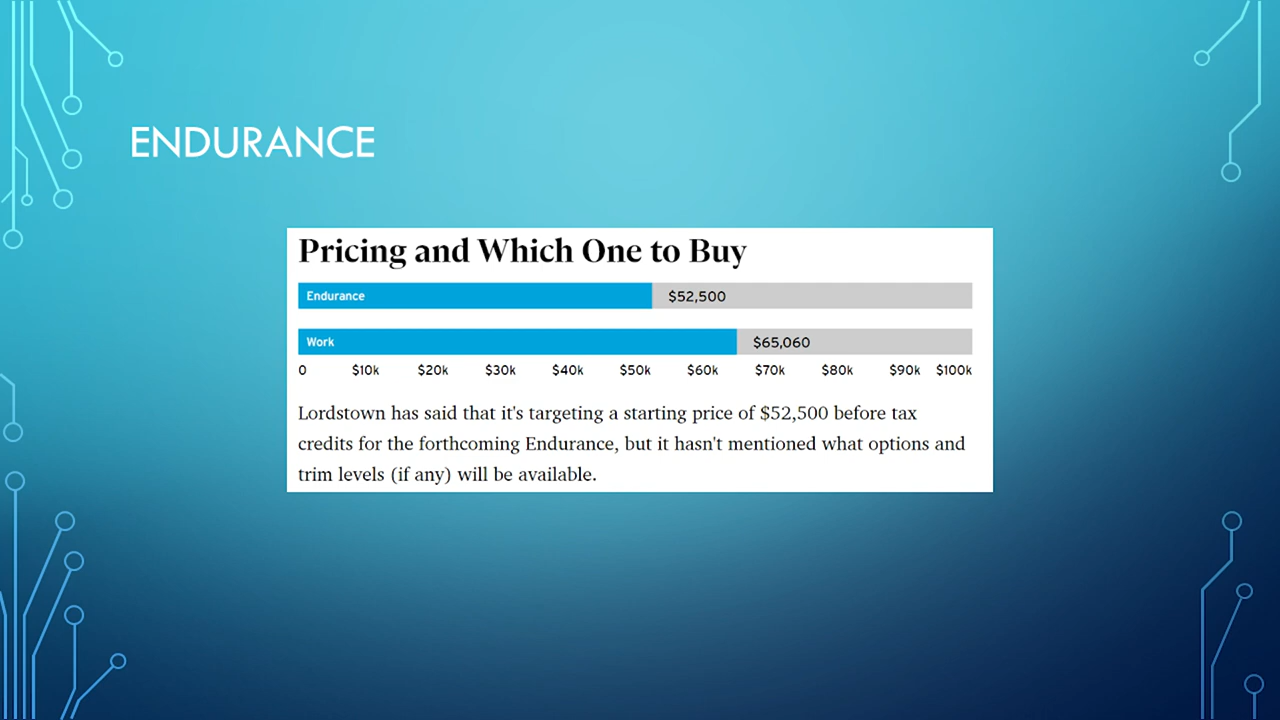 ENDURANCE
Pricing and Which One to Buy
Endurance $52,500
Work $65,060
0 $10k $20k $30k $40k $50k $60k $70k $80k $90k $100k
Lordstown has said that it's targeting a starting price of $52,500 before tax
credits for the forthcoming Endurance, but it hasn't mentioned what options and
trim levels (if any) will be available.